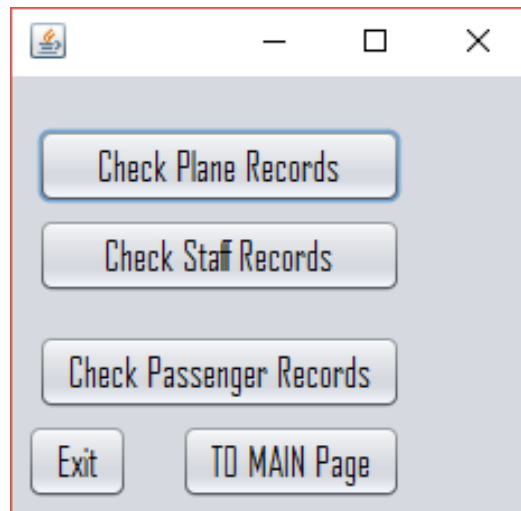 Check Plane Records
Check Staff Records
Check Passenger Records
Exit
TO MAIN Page